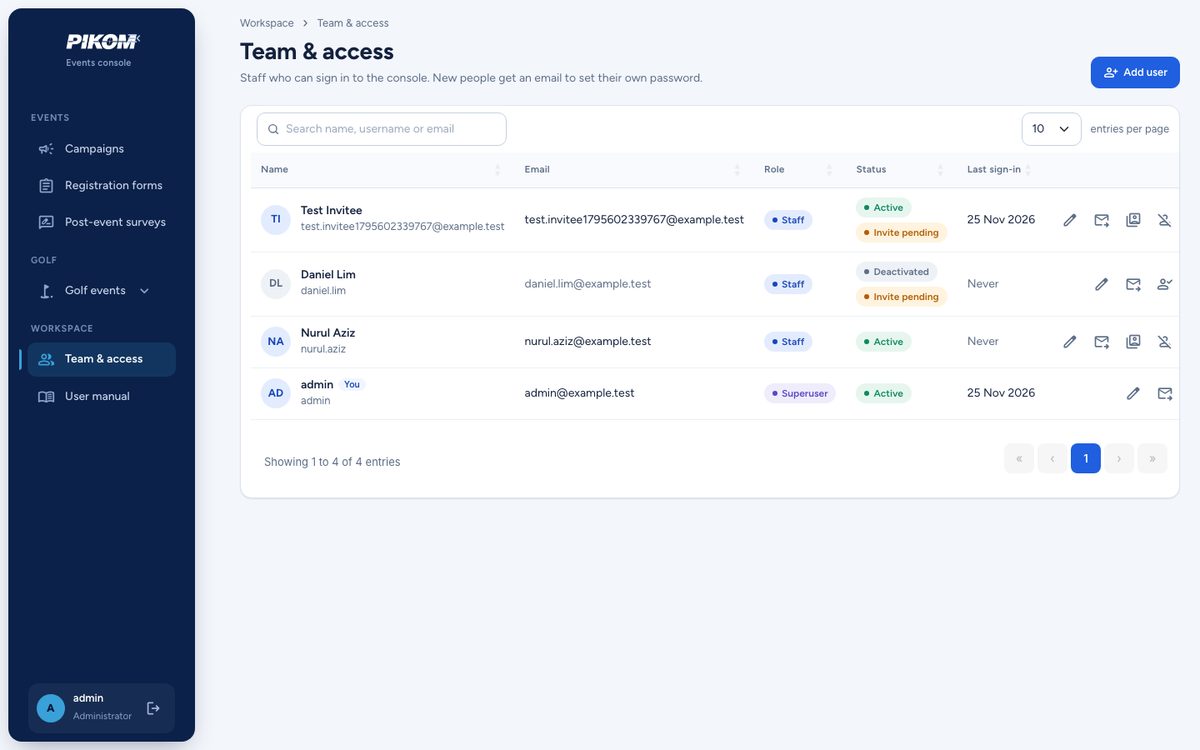 PIKOM
Events console
EVENTS
Campaigns
Registration forms
Post-event surveys
GOLF
Golf events
WORKSPACE
Team & access
User manual
A
admin
Administrator
Workspace › Team & access
Team & access
Staff who can sign in to the console. New people get an email to set their own password.
Add user
Search name, username or email
10 entries per page
Name Email Role Status Last sign-in
TI Test Invitee
test.invitee1795602339767@example.test
test.invitee1795602339767@example.test
Staff
Active
Invite pending
25 Nov 2026
DL Daniel Lim
daniel.lim
daniel.lim@example.test
Staff
Deactivated
Invite pending
Never
NA Nurul Aziz
nurul.aziz
nurul.aziz@example.test
Staff
Active
Never
AD admin You
admin
admin@example.test
Superuser
Active
25 Nov 2026
Showing 1 to 4 of 4 entries
« ‹ 1 › »